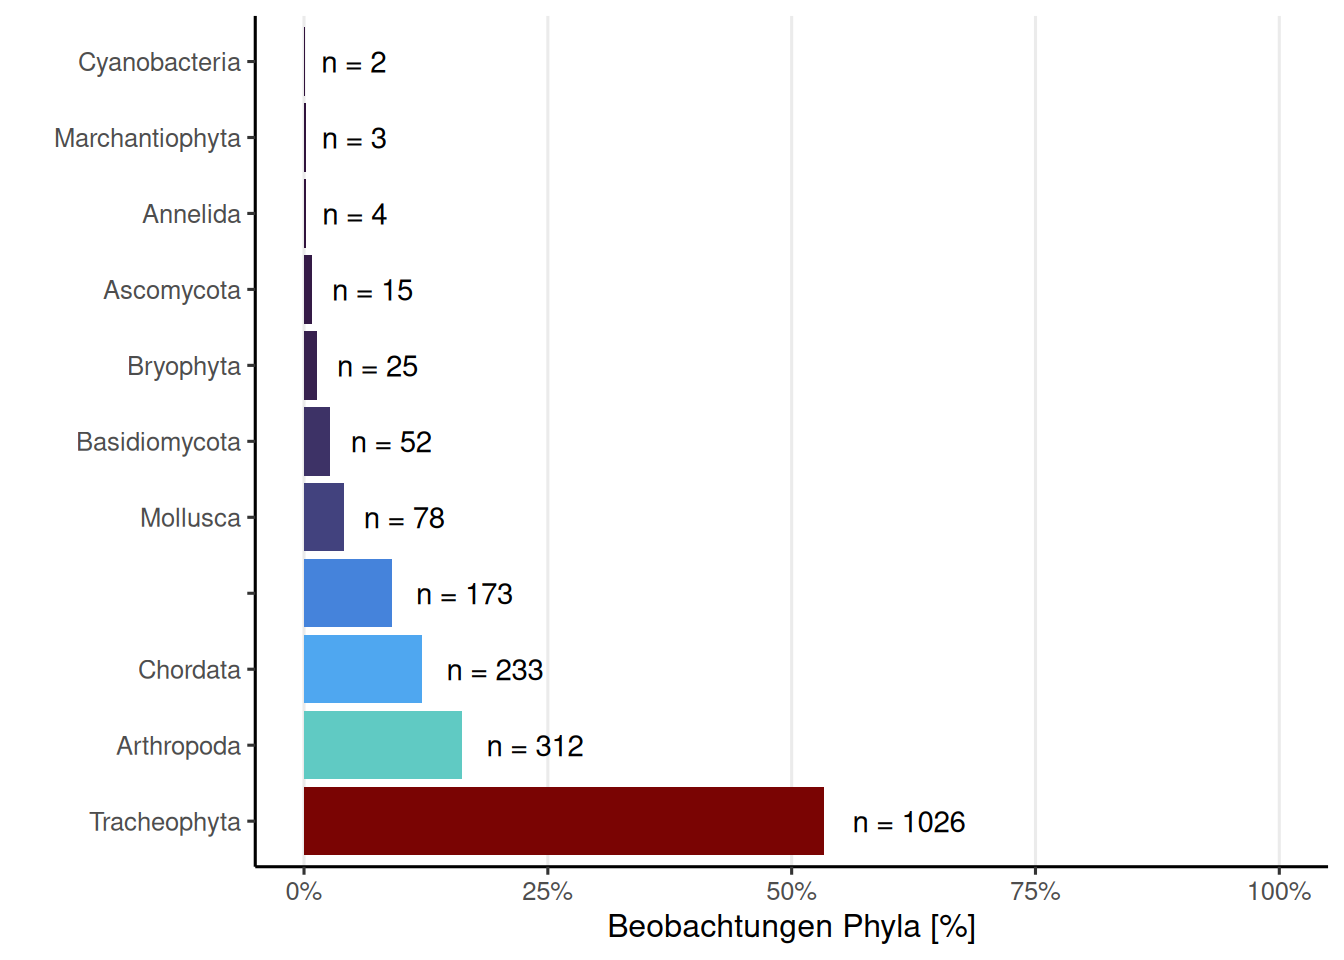 Cyanobacteria n = 2
Marchantiophyta n = 3
Annelida n = 4
Ascomycota n = 15
Bryophyta n = 25
Basidiomycota n = 52
Mollusca n = 78
n = 173
Chordata n = 233
Arthropoda n = 312
Tracheophyta n = 1026
0% 25% 50% 75% 100%
Beobachtungen Phyla [%]